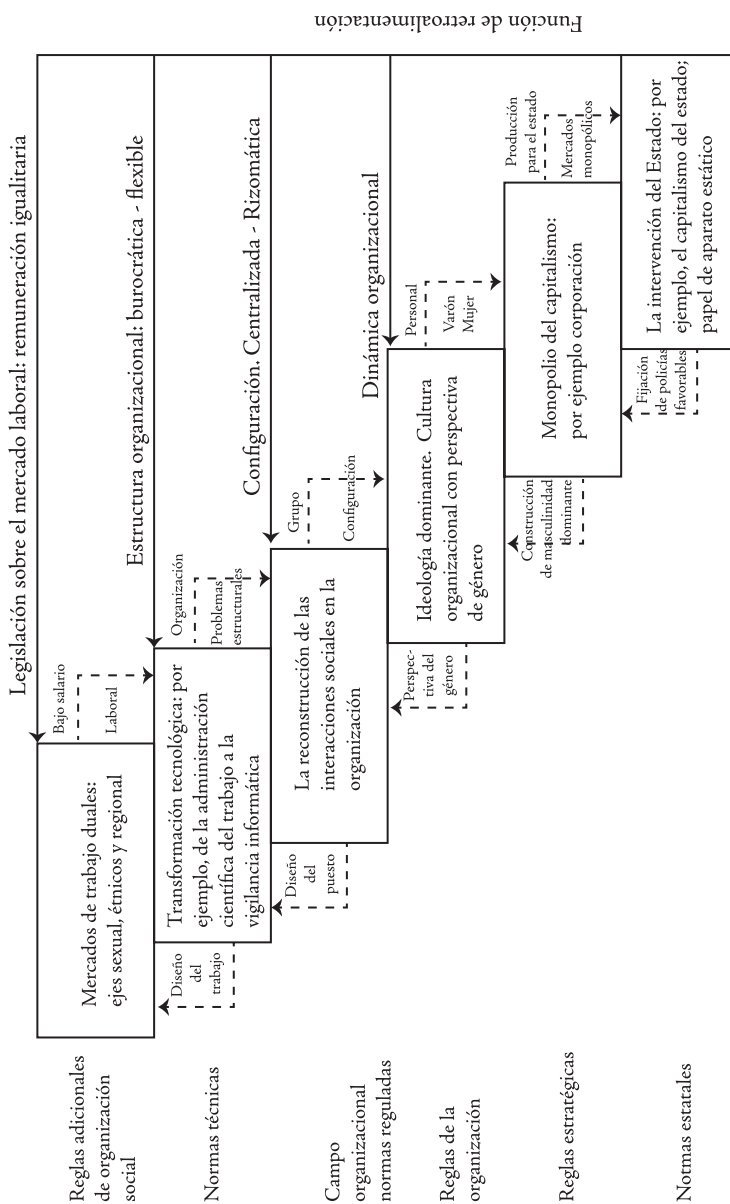 Legislación sobre el mercado laboral: remuneración igualitaria
Reglas adicionales
de organización
social
Mercados de trabajo duales:
ejes sexual, étnicos y regional
Bajo salario
Laboral
Estructura organizacional: burocrática - flexible
Normas técnicas
Diseño
del
trabajo
Transformación tecnológica: por
ejemplo, de la administración
científica del trabajo a la
vigilancia informática
Organización
Problemas
estructurales
Configuración. Centralizada - Rizomática
Campo
organizacional
normas reguladas
Diseño
del
puesto
La reconstrucción de las
interacciones sociales en la
organización
Grupo
Configuración
Dinámica organizacional
Reglas de la
organización
Perspec-
tiva del
género
Ideología dominante. Cultura
organizacional con perspectiva
de género
Personal
Varón
Mujer
Reglas estratégicas
Construcción
de masculinidad
dominante
Monopolio del capitalismo:
por ejemplo corporación
Producción
para el estado
Mercados
monopólicos
Notmas estatales
Fijación
de policías
favorables
La intervención del Estado: por
ejemplo, el capitalismo del estado;
papel de aparato estático
Función de retroalimentación